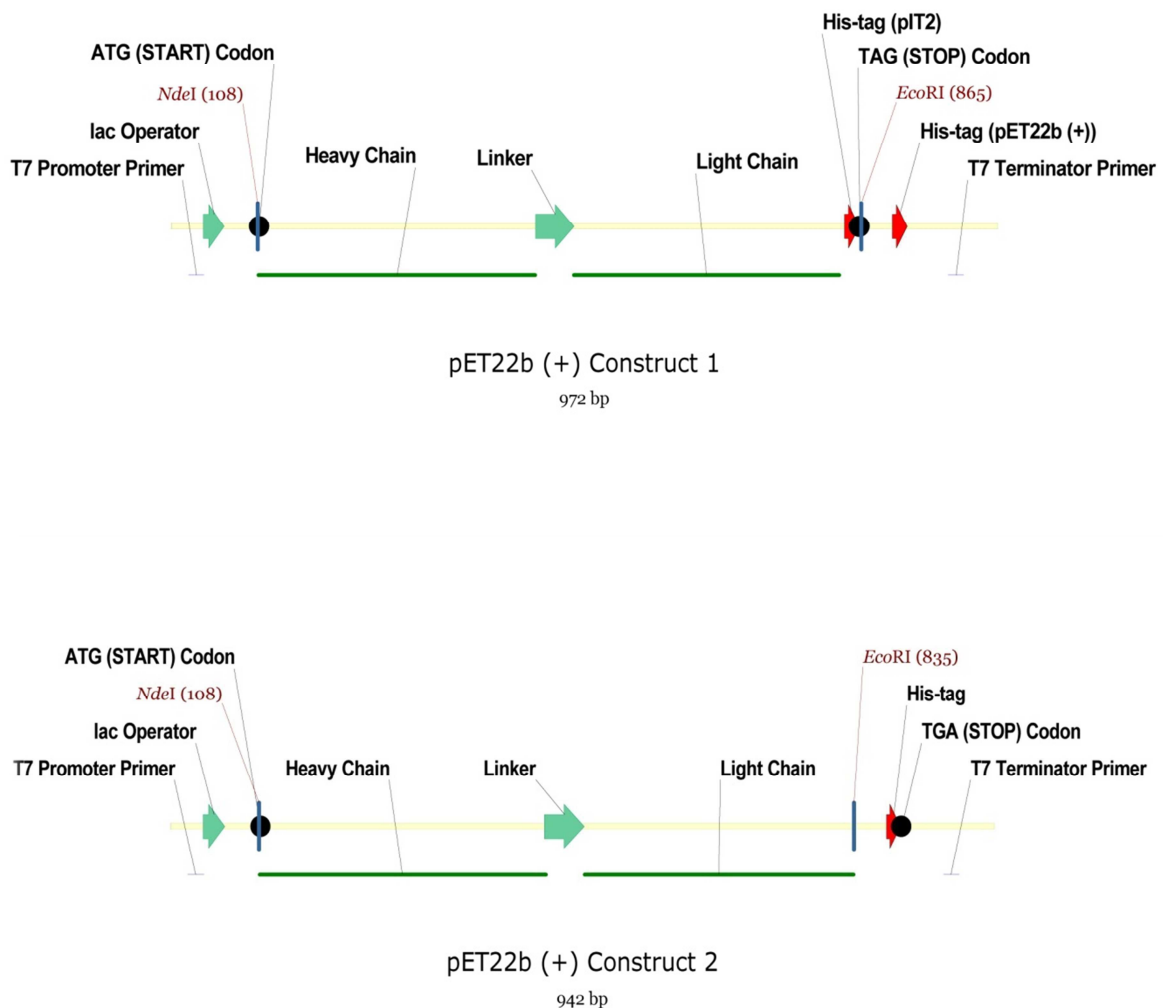 His-tag (pIT2)
ATG (START) Codon
TAG (STOP) Codon
NdeI (108)
EcoRI (865)
lac Operator
His-tag (pET22b (+))
T7 Promoter Primer
Heavy Chain
Linker
Light Chain
T7 Terminator Primer
pET22b (+) Construct 1
972 bp
ATG (START) Codon
EcoRI (835)
NdeI (108)
His-tag
lac Operator
TGA (STOP) Codon
T7 Promoter Primer
Heavy Chain
Linker
Light Chain
T7 Terminator Primer
pET22b (+) Construct 2
942 bp